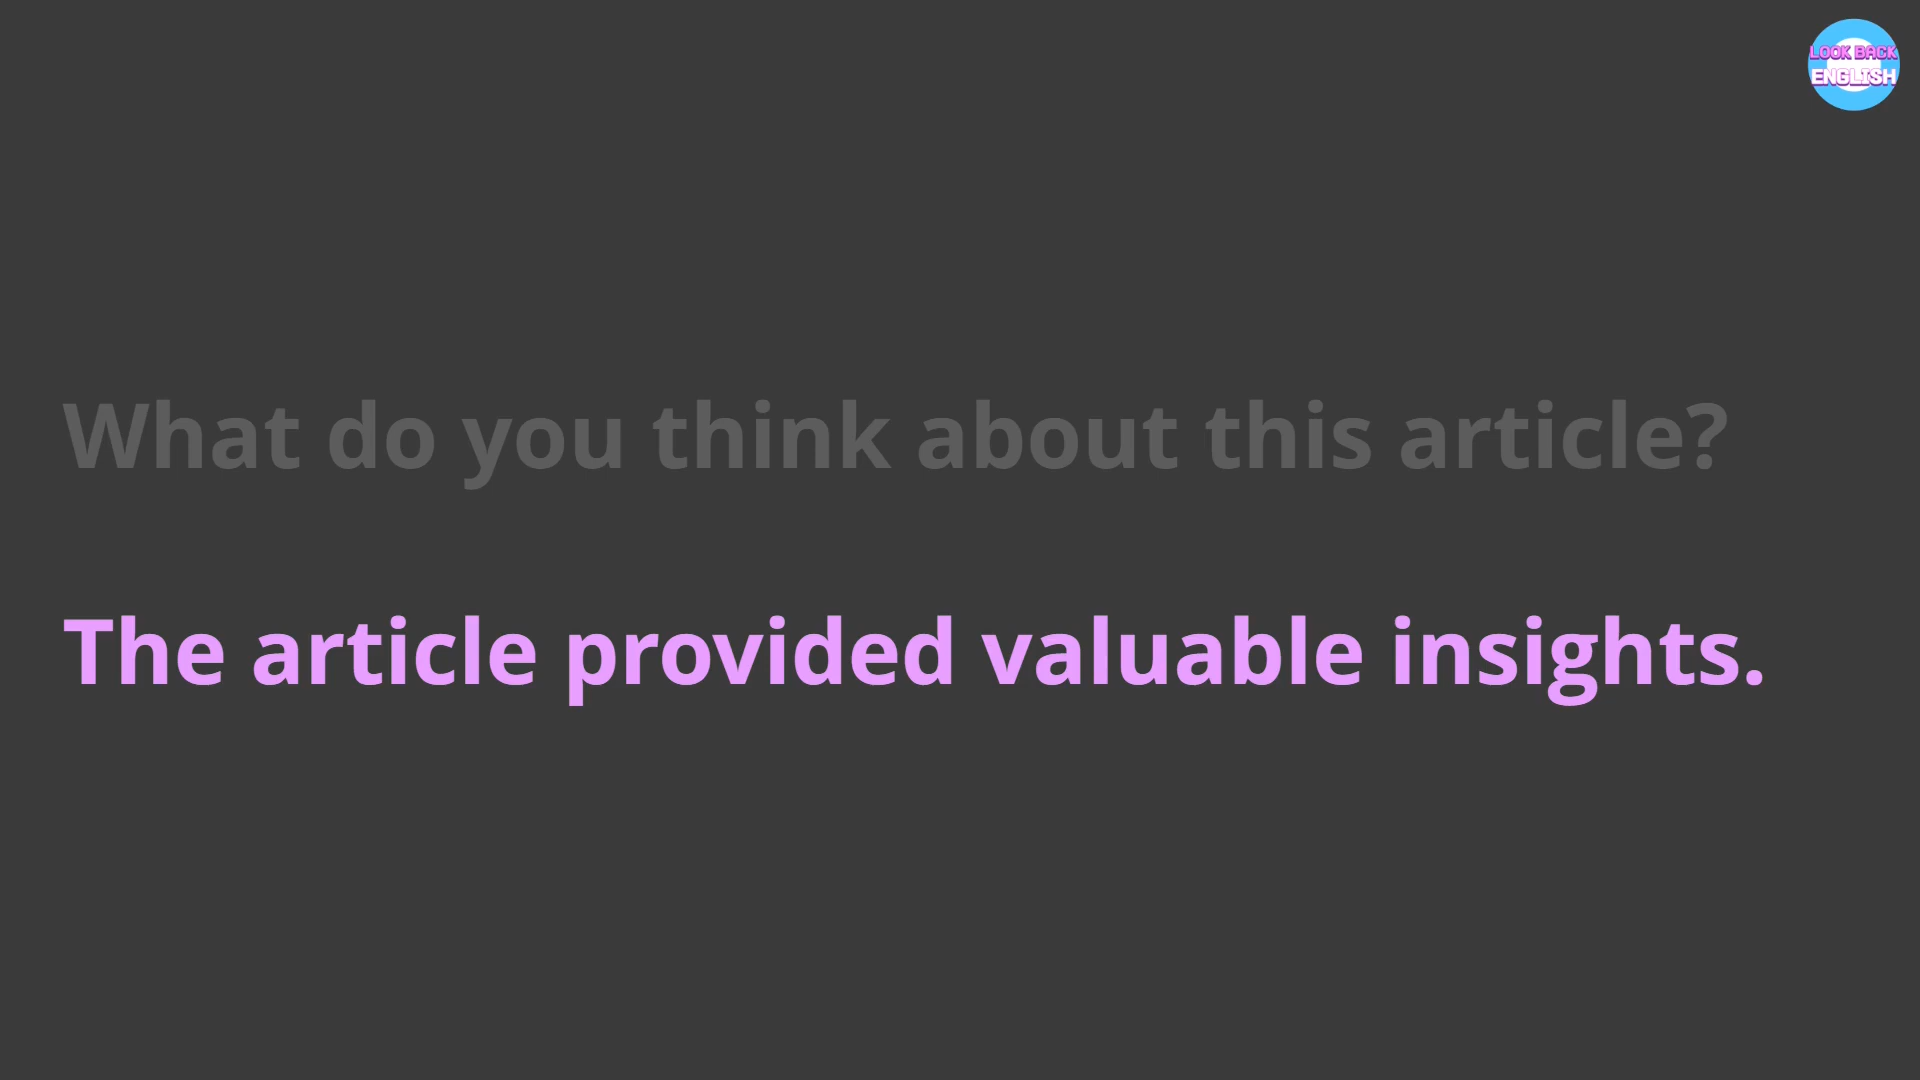 LOOK BACK
ENGLISH
What do you think about this article?
The article provided valuable insights.